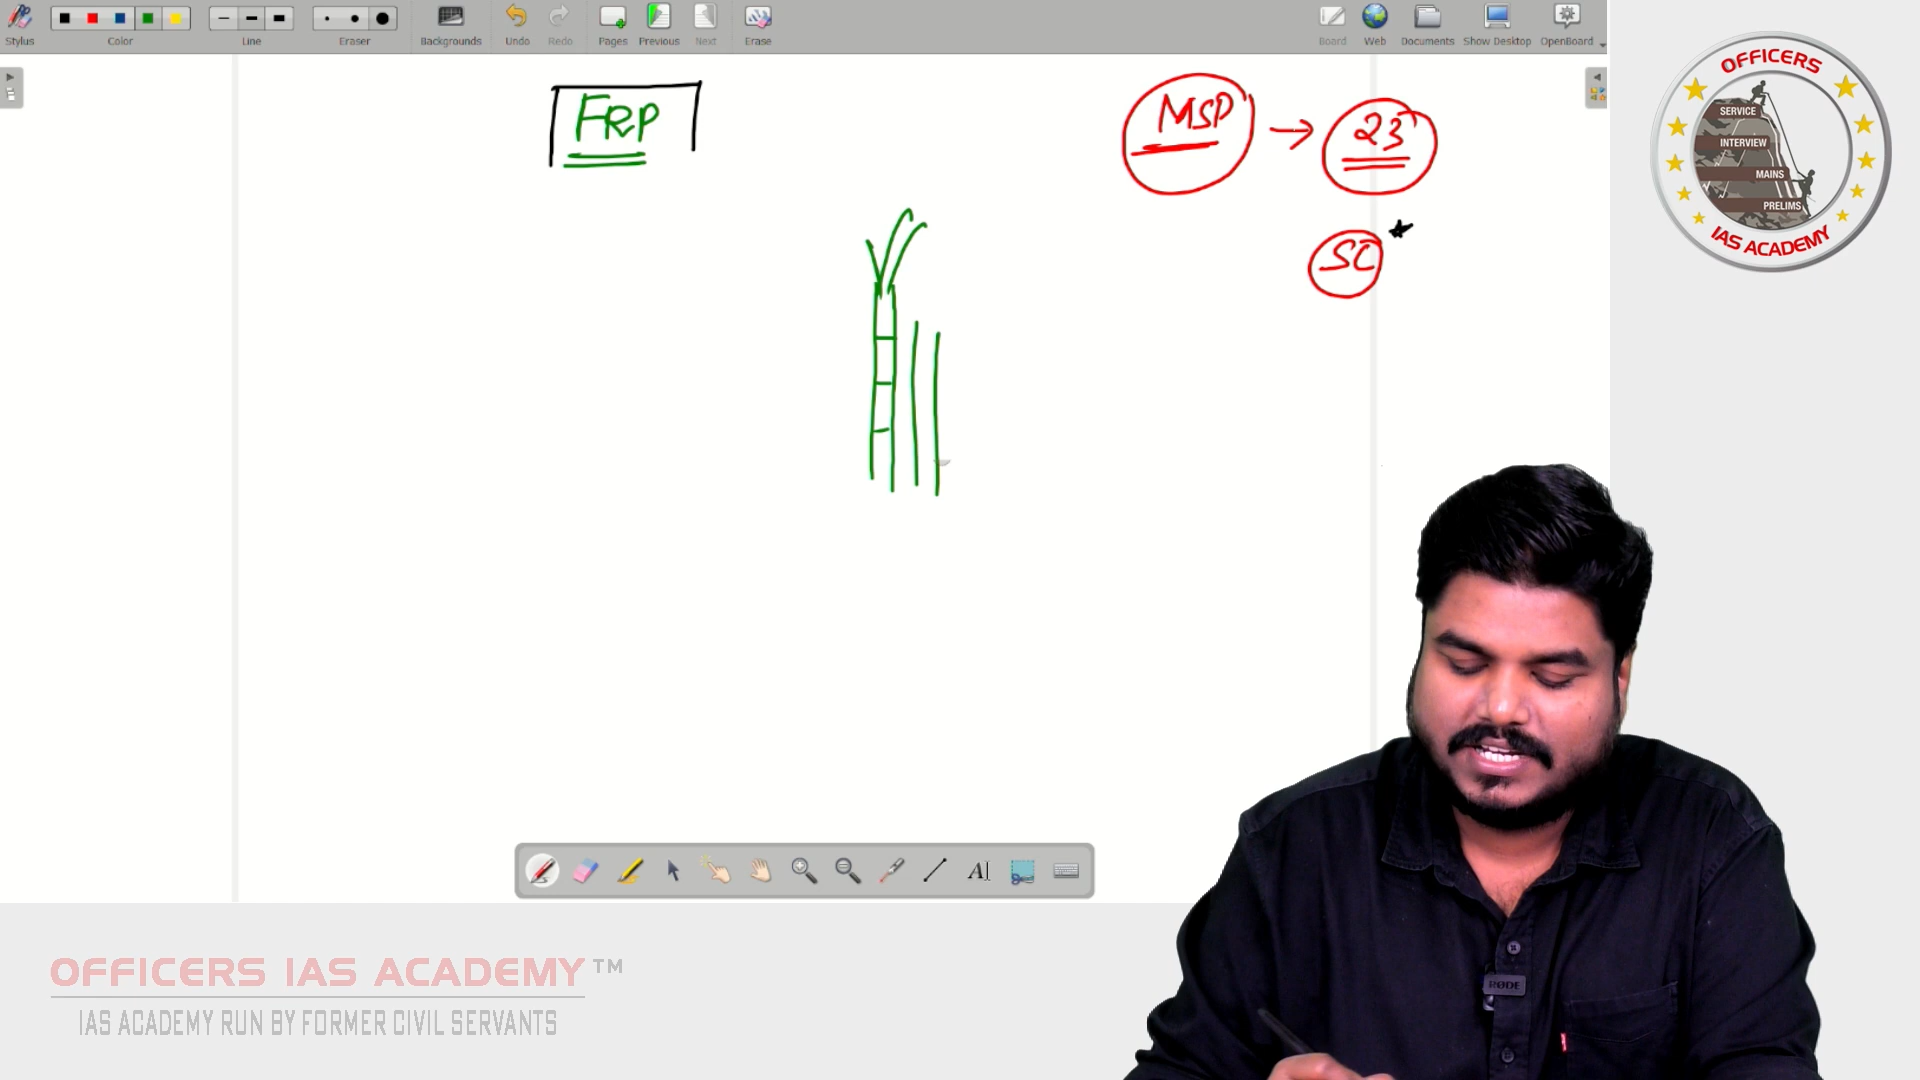 Stylus
Color
Line
Eraser
Backgrounds
Undo
Redo
Pages
Previous
Next
Erase
Board
Web
Documents
Show Desktop
OpenBoard
FRP
MSP → 23
SC *
OFFICERS
SERVICE
INTERVIEW
MAINS
PRELIMS
IAS ACADEMY
AI
RØDE
OFFICERS IAS ACADEMY™
IAS ACADEMY RUN BY FORMER CIVIL SERVANTS